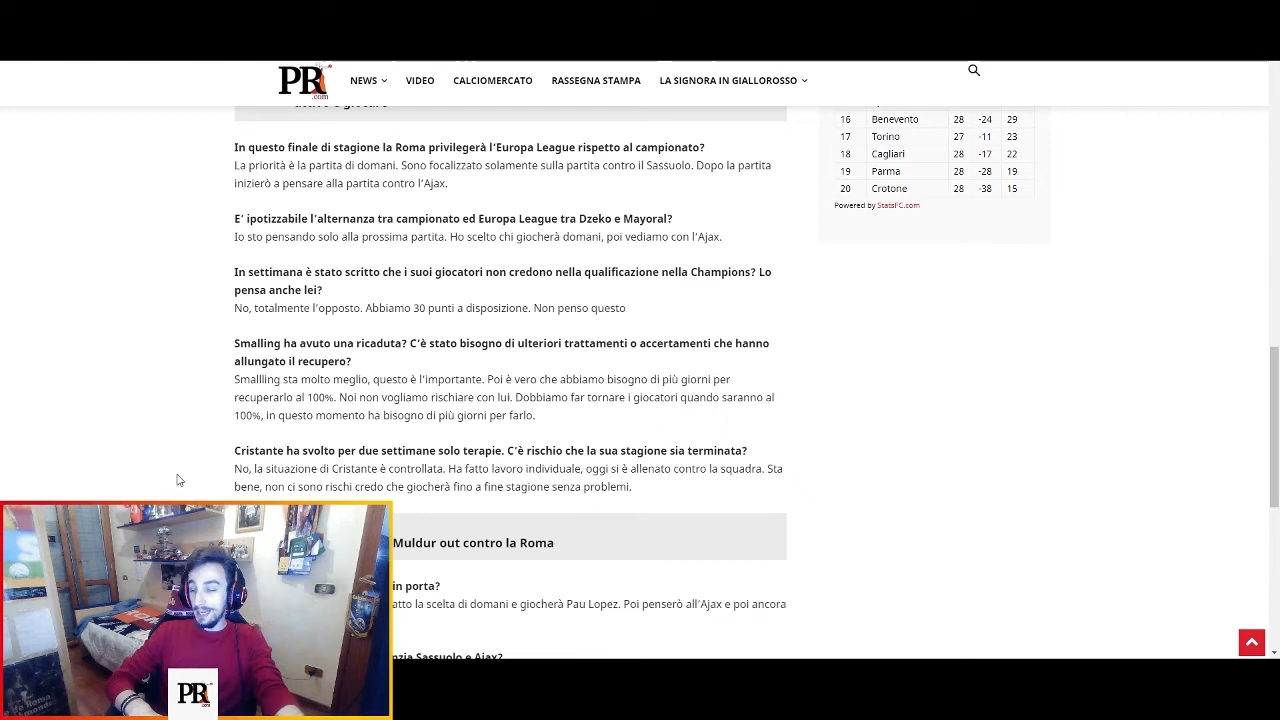 PR
.com
NEWS
VIDEO
CALCIOMERCATO
RASSEGNA STAMPA
LA SIGNORA IN GIALLOROSSO
In questo finale di stagione la Roma privilegerà l'Europa League rispetto al campionato?
La priorità è la partita di domani. Sono focalizzato solamente sulla partita contro il Sassuolo. Dopo la partita
inizierò a pensare alla partita contro l'Ajax.
E' ipotizzabile l'alternanza tra campionato ed Europa League tra Dzeko e Mayoral?
Io sto pensando solo alla prossima partita. Ho scelto chi giocherà domani, poi vediamo con l'Ajax.
In settimana è stato scritto che i suoi giocatori non credono nella qualificazione nella Champions? Lo
pensa anche lei?
No, totalmente l'opposto. Abbiamo 30 punti a disposizione. Non penso questo
Smalling ha avuto una ricaduta? C'è stato bisogno di ulteriori trattamenti o accertamenti che hanno
allungato il recupero?
Smallling sta molto meglio, questo è l'importante. Poi è vero che abbiamo bisogno di più giorni per
recuperarlo al 100%. Noi non vogliamo rischiare con lui. Dobbiamo far tornare i giocatori quando saranno al
100%, in questo momento ha bisogno di più giorni per farlo.
Cristante ha svolto per due settimane solo terapie. C'è rischio che la sua stagione sia terminata?
No, la situazione di Cristante è controllata. Ha fatto lavoro individuale, oggi si è allenato contro la squadra. Sta
bene, non ci sono rischi credo che giocherà fino a fine stagione senza problemi.
Muldur out contro la Roma
in porta?
atto la scelta di domani e giocherà Pau Lopez. Poi penserò all'Ajax e poi ancora
Sassuolo e Ajax?
16 Benevento 28 -24 29
17 Torino 27 -11 23
18 Cagliari 28 -17 22
19 Parma 28 -28 19
20 Crotone 28 -38 15
Powered by StatsFC.com
PR
.com